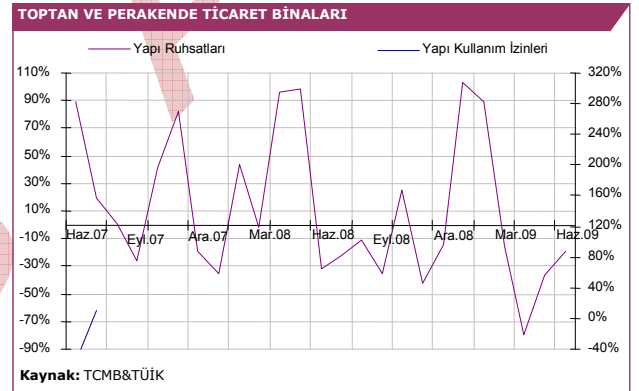 TOPTAN VE PERAKENDE TİCARET BİNALARI
Yapı Ruhsatları Yapı Kullanım İzinleri
110% 320%
90% 280%
70% 240%
50% 200%
30% 160%
10% 120%
-10% 80%
-30% 40%
-50% 0%
-70% -40%
-90%
Haz.07 Eyl.07 Ara.07 Mar.08 Haz.08 Eyl.08 Ara.08 Mar.09 Haz.09
Kaynak: TCMB&TÜİK